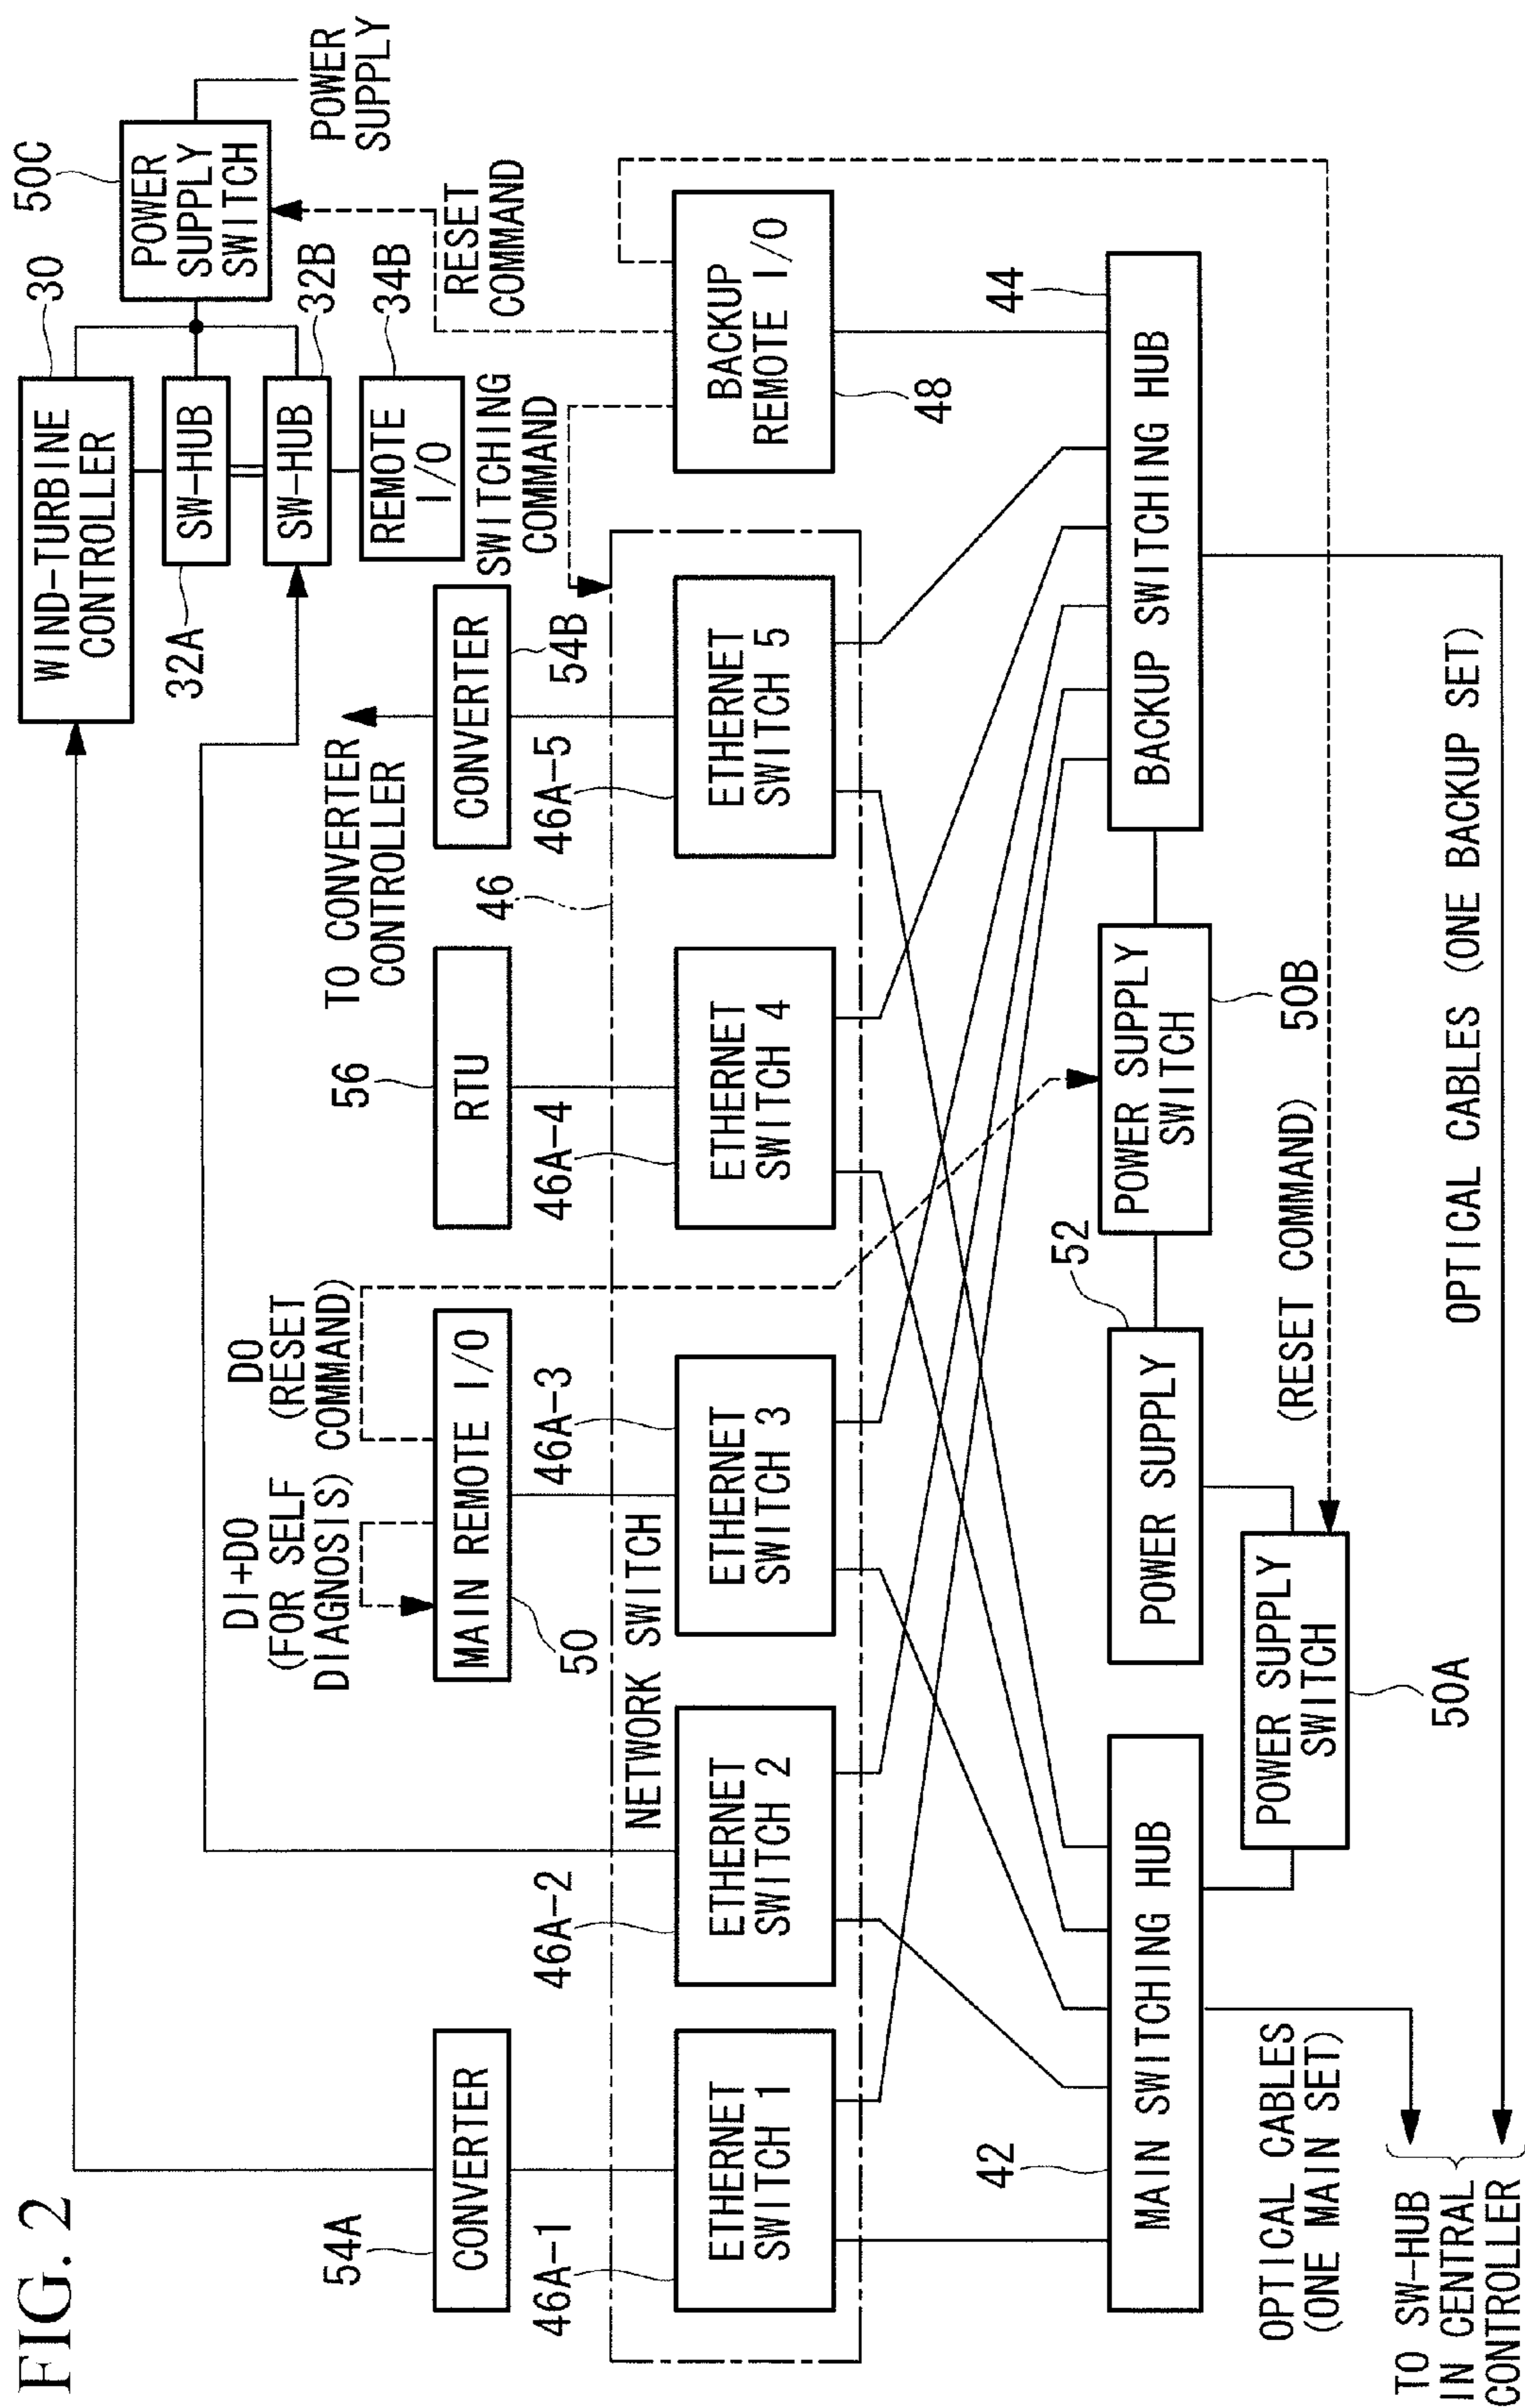 FIG. 2
WIND-TURBINE
CONTROLLER
30
50C
POWER
SUPPLY
SWITCH
POWER
SUPPLY
32A
SW-HUB
SW-HUB
32B
REMOTE
I/O
34B
RESET
COMMAND
SWITCHING
COMMAND
54A
CONVERTER
DI+DO
(FOR SELF
DIAGNOSIS)
DO
(RESET
COMMAND)
MAIN REMOTE I/O
50
56
RTU
TO CONVERTER
CONTROLLER
CONVERTER
54B
46
NETWORK SWITCH
46A-1
ETHERNET
SWITCH 1
46A-2
ETHERNET
SWITCH 2
46A-3
ETHERNET
SWITCH 3
46A-4
ETHERNET
SWITCH 4
46A-5
ETHERNET
SWITCH 5
BACKUP
REMOTE I/O
48
42
MAIN SWITCHING HUB
52
POWER SUPPLY
POWER SUPPLY
SWITCH
50B
44
BACKUP SWITCHING HUB
POWER SUPPLY
SWITCH
50A
(RESET COMMAND)
OPTICAL CABLES
(ONE MAIN SET)
OPTICAL CABLES (ONE BACKUP SET)
TO SW-HUB
IN CENTRAL
CONTROLLER